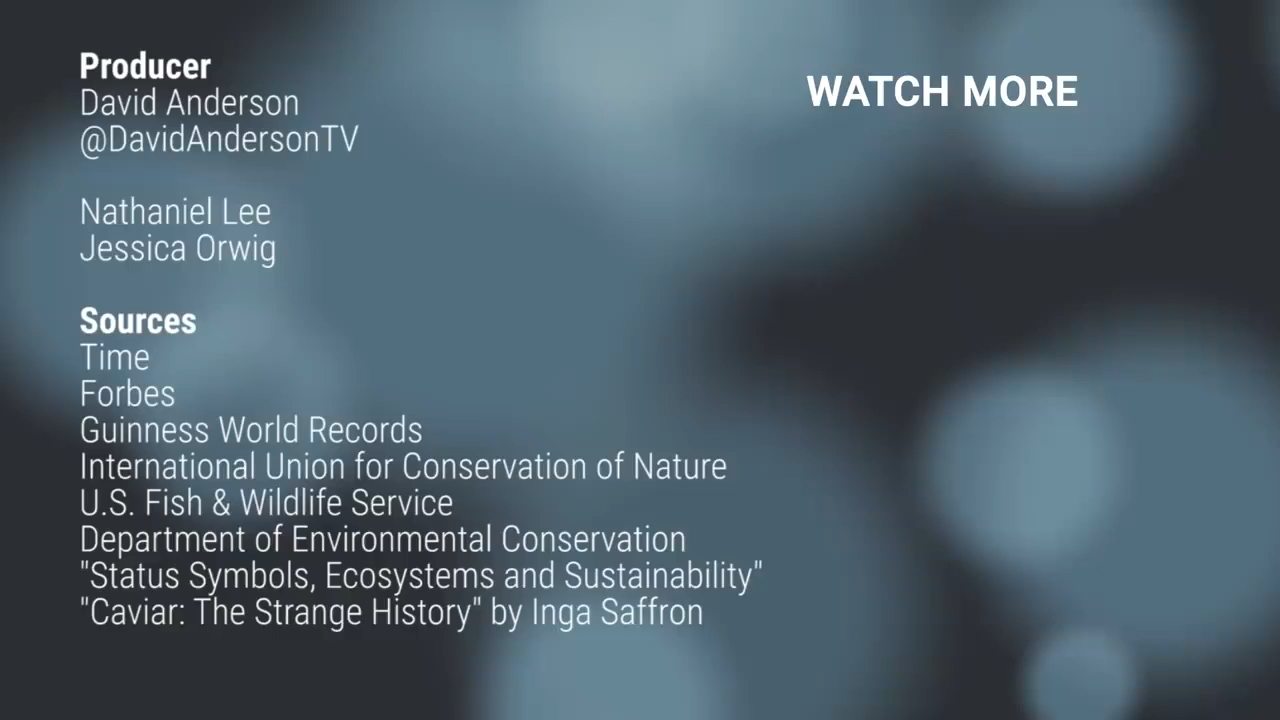 Producer
David Anderson
@DavidAndersonTV
Nathaniel Lee
Jessica Orwig
Sources
Time
Forbes
Guinness World Records
International Union for Conservation of Nature
U.S. Fish & Wildlife Service
Department of Environmental Conservation
"Status Symbols, Ecosystems and Sustainability"
"Caviar: The Strange History" by Inga Saffron
WATCH MORE